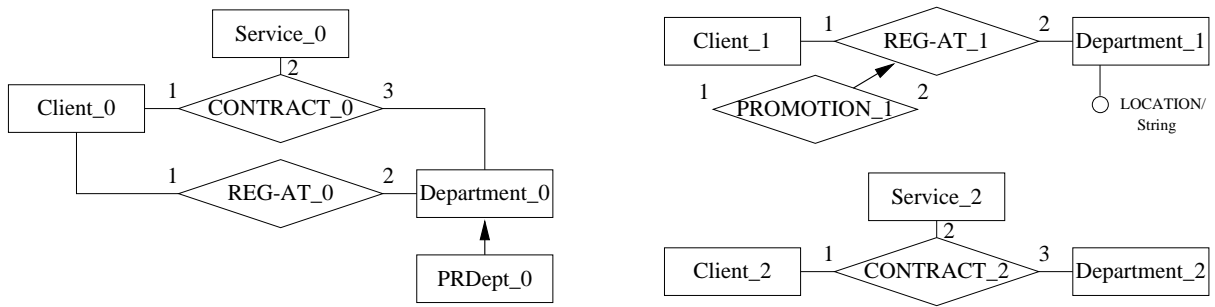 Service_0
2
Client_0
1
CONTRACT_0
3
1
REG-AT_0
2
Department_0
PRDept_0
Client_1
1
REG-AT_1
2
Department_1
1
PROMOTION_1
2
LOCATION/
String
Service_2
2
Client_2
1
CONTRACT_2
3
Department_2